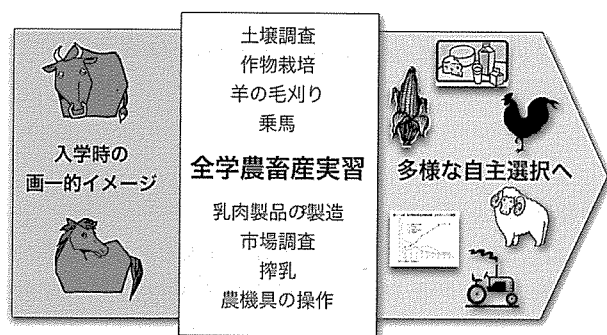 入学時の
画一的イメージ
土壌調査
作物栽培
羊の毛刈り
乗馬
全学農畜産実習
乳肉製品の製造
市場調査
搾乳
農機具の操作
多様な自主選択へ